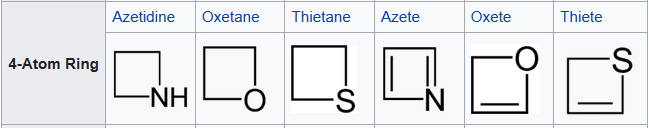 Azetidine Oxetane Thietane Azete Oxete Thiete
4-Atom Ring
NH O S N O S